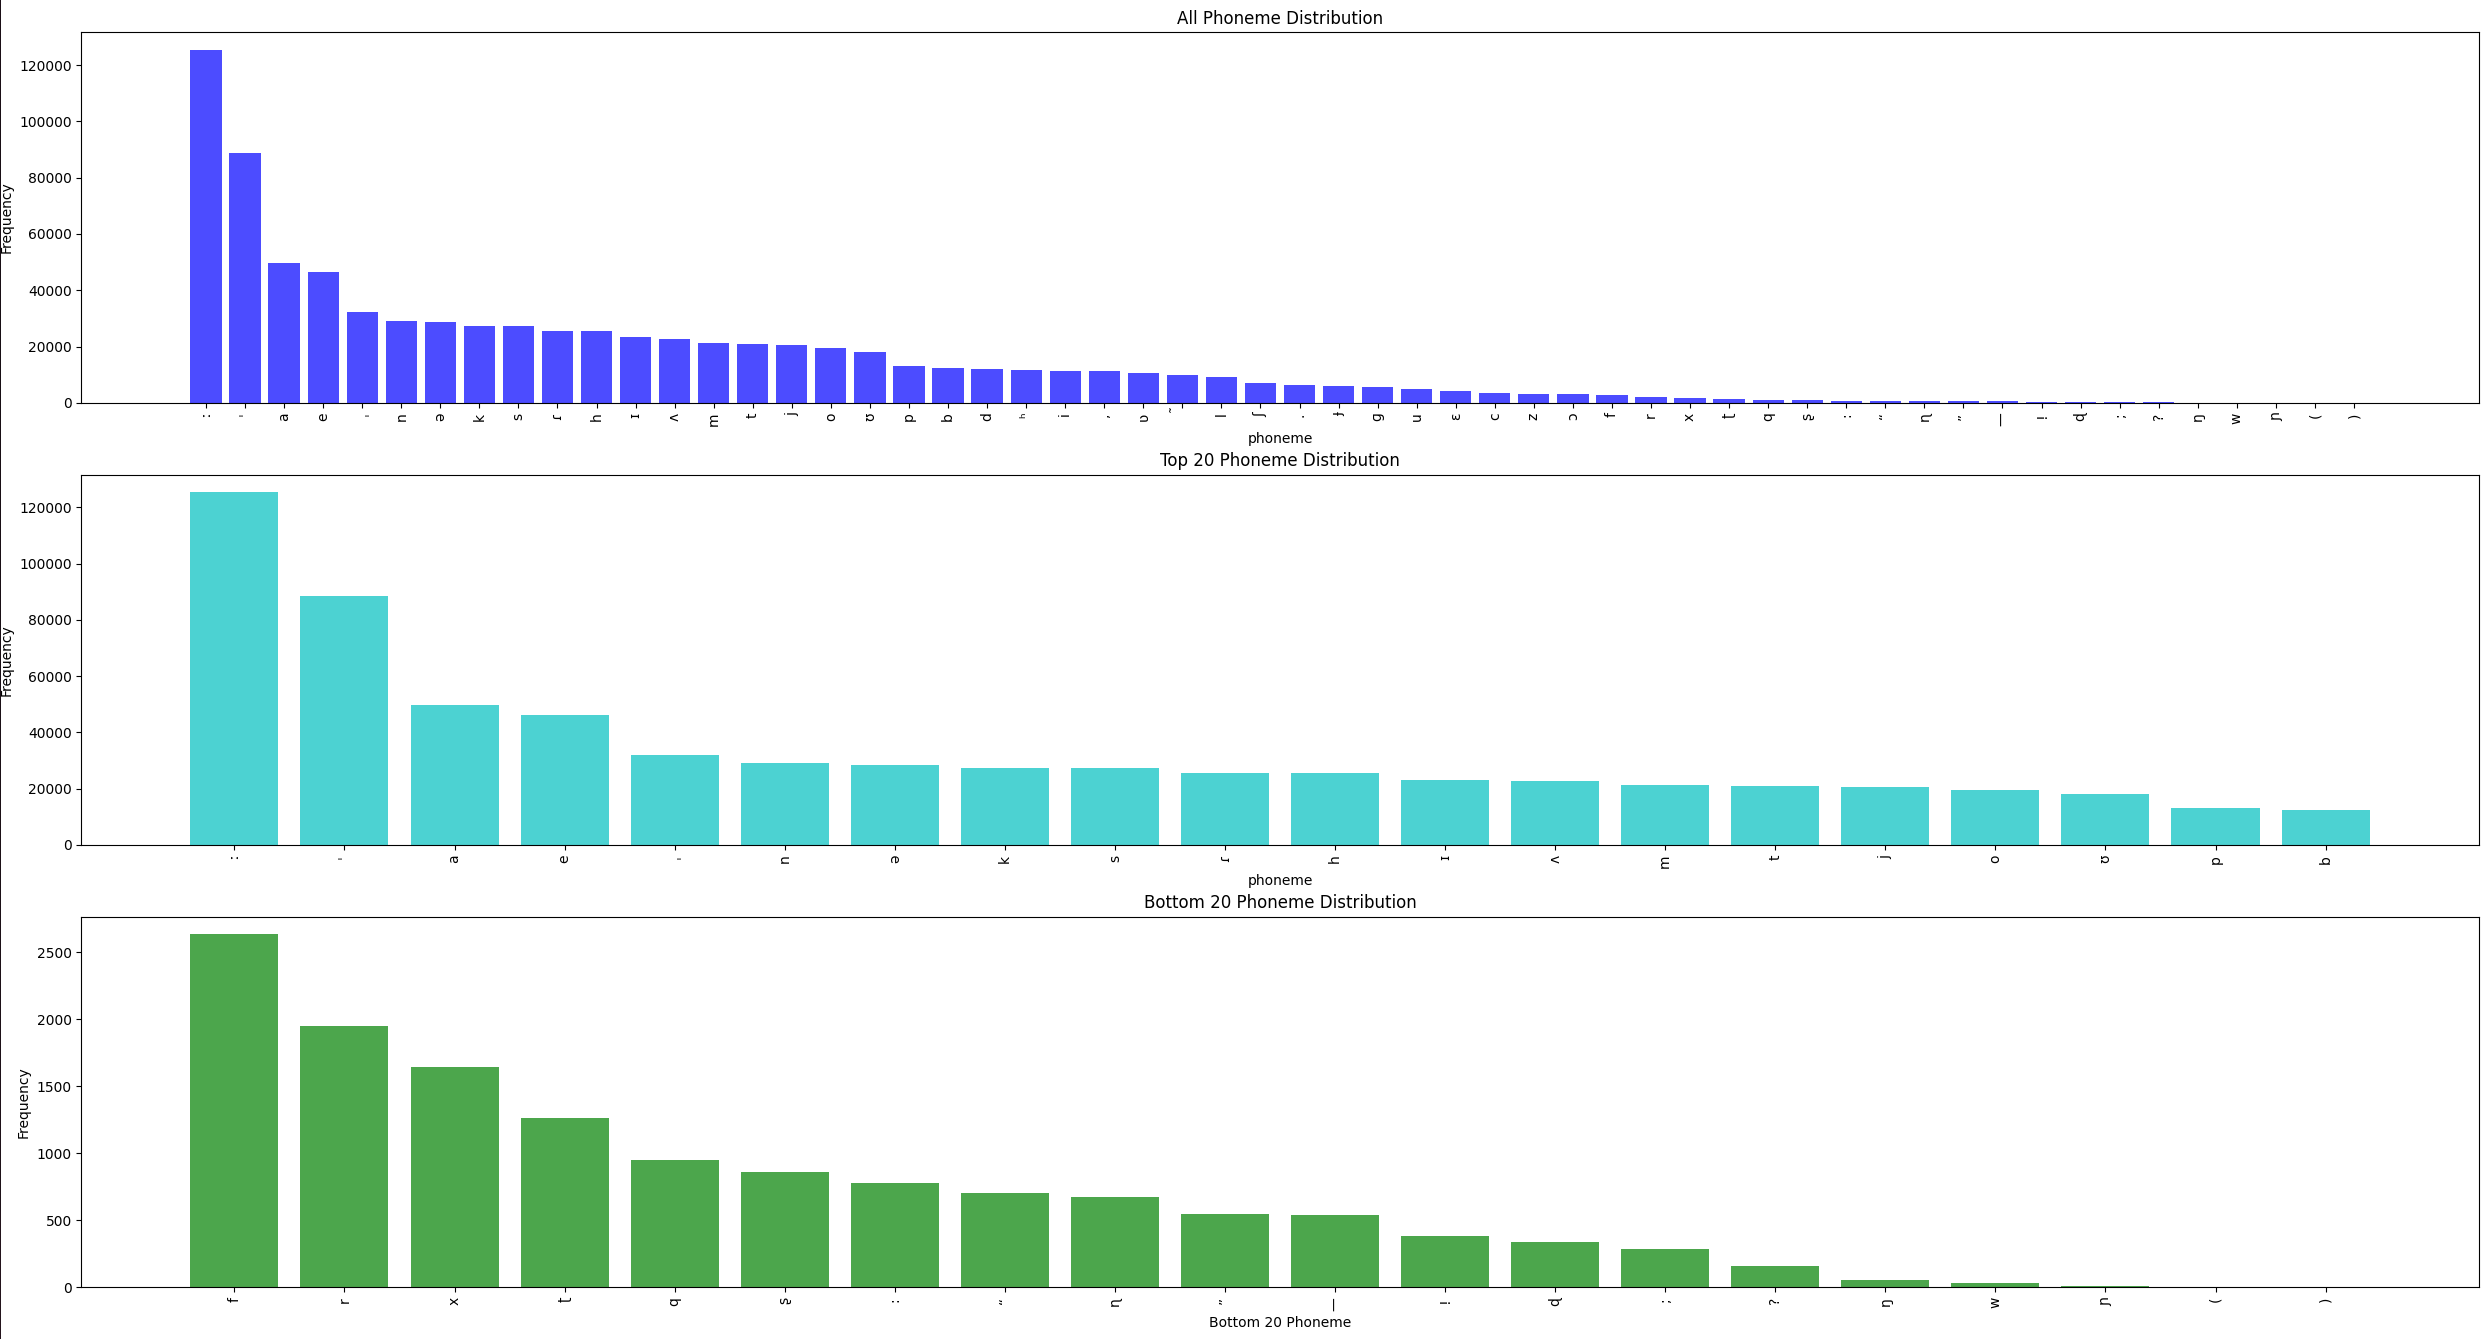 All Phoneme Distribution
120000
100000
80000
60000
40000
20000
0
Frequency
ː ˈ a e ˌ n ə k s ɾ h ɪ ʌ m t j o ʊ p b d ʰ i , ʋ ̃ l ʃ . ɟ ɡ u ɛ c z ɔ f r x ʈ q ʂ : “ ɳ ” — ! ɖ ; ? ŋ w ɲ ( )
phoneme
Top 20 Phoneme Distribution
120000
100000
80000
60000
40000
20000
0
Frequency
ː ˈ a e ˌ n ə k s ɾ h ɪ ʌ m t j o ʊ p b
phoneme
Bottom 20 Phoneme Distribution
2500
2000
1500
1000
500
0
Frequency
f r x ʈ q ʂ : “ ɳ ” — ! ɖ ; ? ŋ w ɲ ( )
Bottom 20 Phoneme